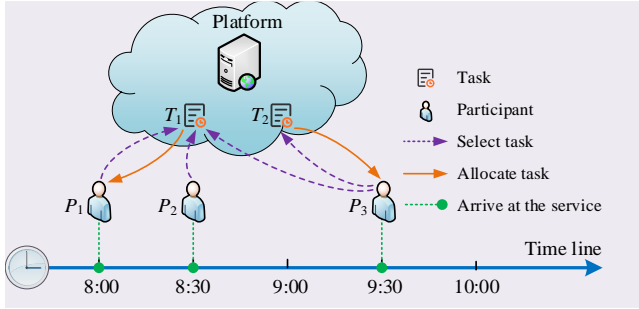 Platform
T1
T2
Task
Participant
Select task
Allocate task
Arrive at the service
P1
P2
P3
Time line
8:00 8:30 9:00 9:30 10:00